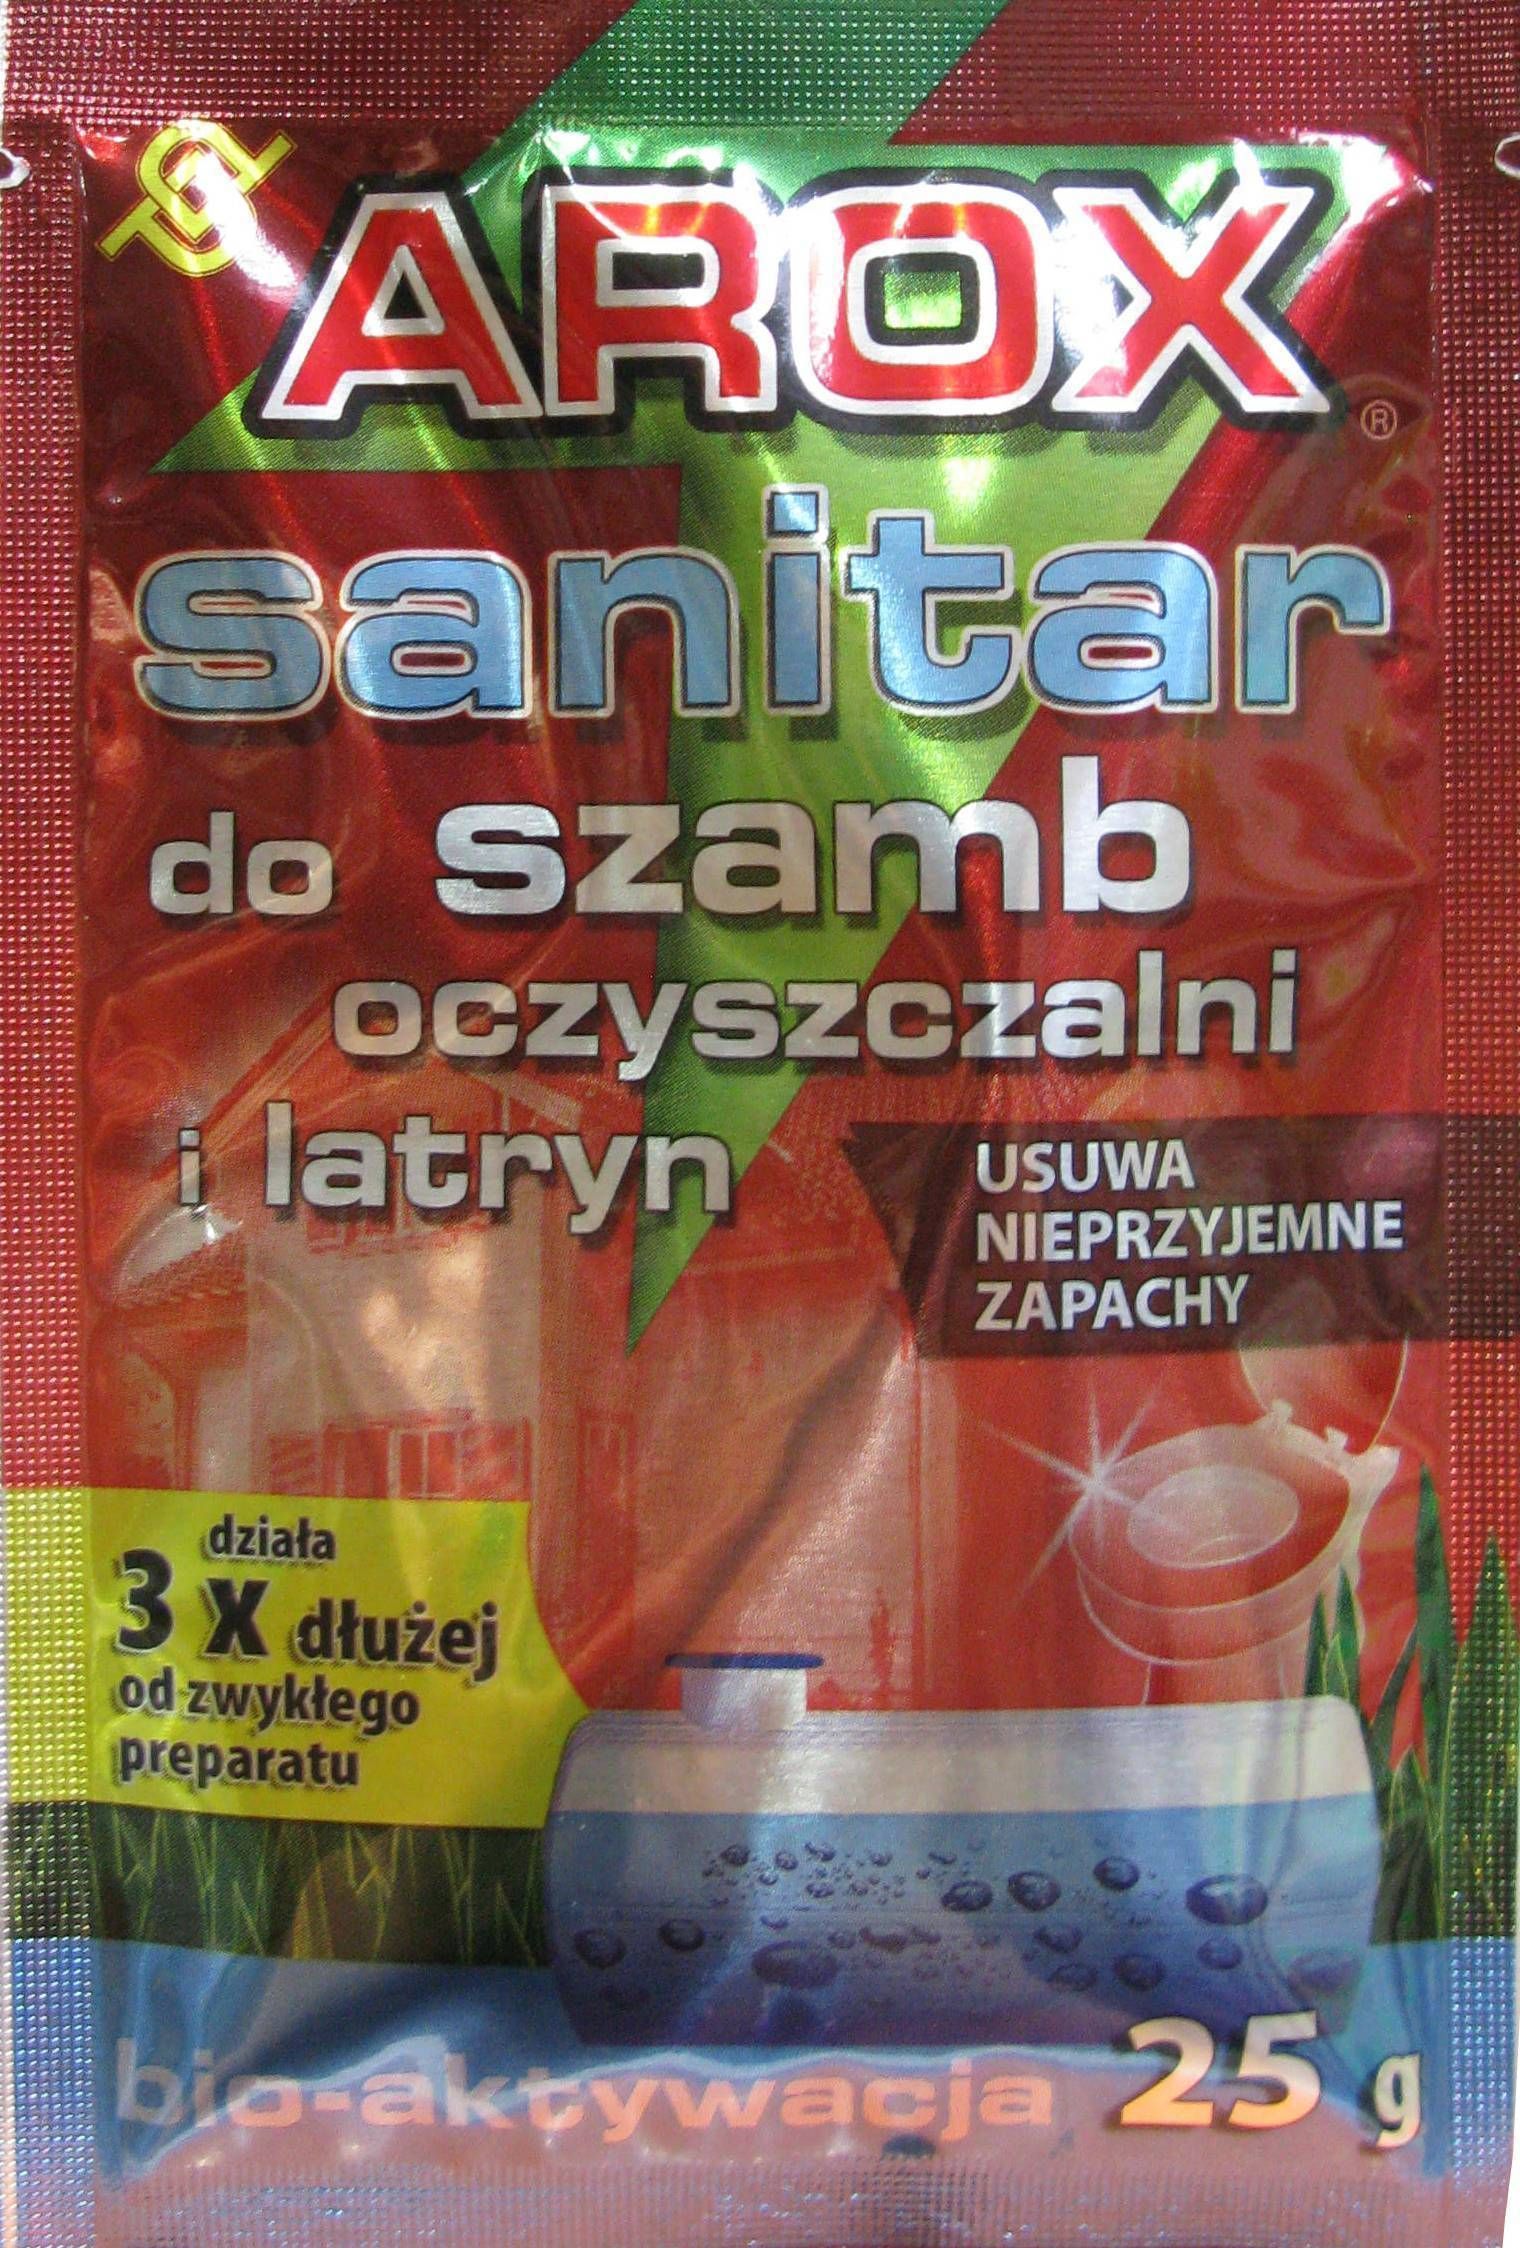 AROX
®
sanitar
do szamb
oczyszczalni
i latryn
USUWA
NIEPRZYJEMNE
ZAPACHY
działa
3 x dłużej
od zwykłego
preparatu
bio-aktywacja 25 g